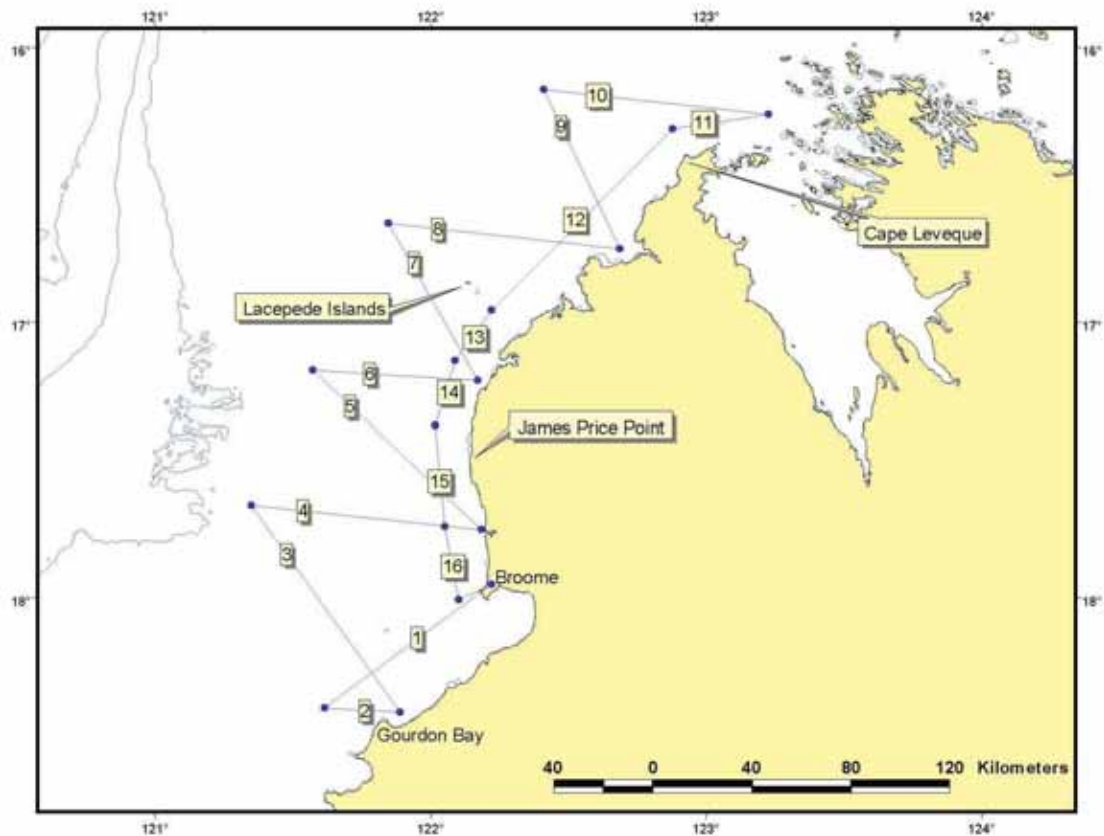 121° 122° 123° 124°
16° 16°
10
11
9
12
8
Cape Leveque
7
Lacepede Islands
17° 17°
13
6
14
5
James Price Point
15
4
3
16
Broome
18° 18°
1
2
Gourdon Bay
40 0 40 80 120 Kilometers
121° 122° 123° 124°